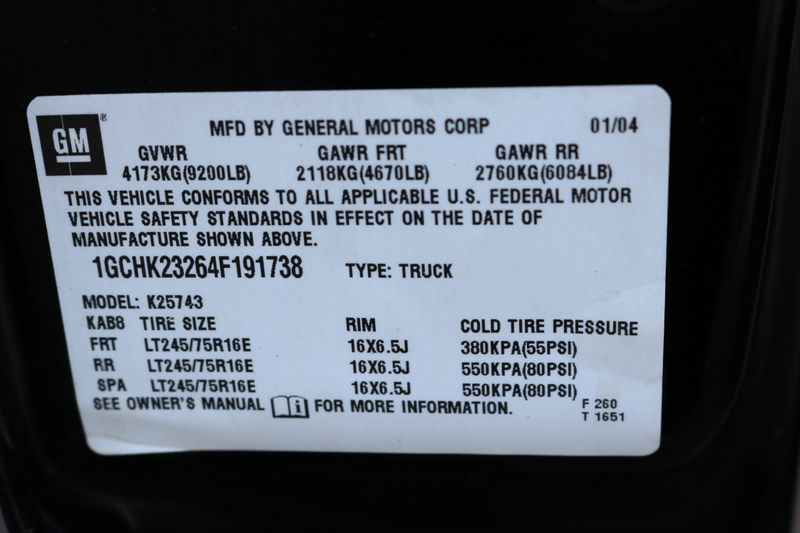 GM ®
MFD BY GENERAL MOTORS CORP 01/04
GVWR GAWR FRT GAWR RR
4173KG(9200LB) 2118KG(4670LB) 2760KG(6084LB)
THIS VEHICLE CONFORMS TO ALL APPLICABLE U.S. FEDERAL MOTOR
VEHICLE SAFETY STANDARDS IN EFFECT ON THE DATE OF
MANUFACTURE SHOWN ABOVE.
1GCHK23264F191738 TYPE: TRUCK
MODEL: K25743
KAB8 TIRE SIZE RIM COLD TIRE PRESSURE
FRT LT245/75R16E 16X6.5J 380KPA(55PSI)
RR LT245/75R16E 16X6.5J 550KPA(80PSI)
SPA LT245/75R16E 16X6.5J 550KPA(80PSI)
SEE OWNER'S MANUAL FOR MORE INFORMATION.
F 260
T 1651